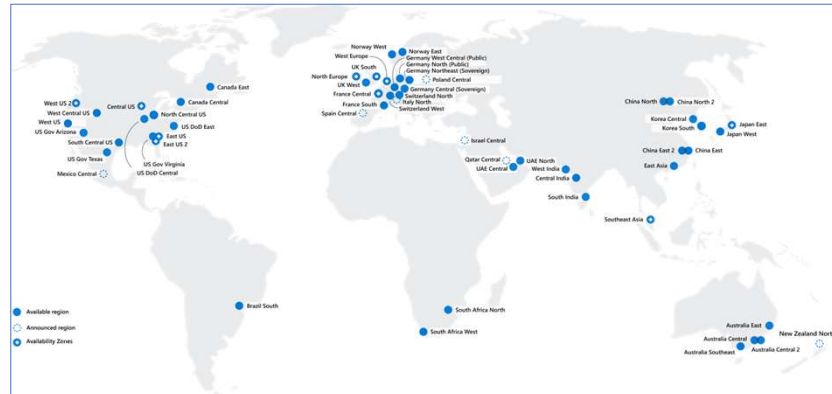 Canada East
Canada Central
West US 2
Central US
West Central US
North Central US
West US
US DoD East
US Gov Arizona
East US
South Central US
East US 2
US Gov Texas
US Gov Virginia
US DoD Central
Mexico Central
Brazil South
Norway West
Norway East
West Europe
Germany West Central (Public)
Germany North (Public)
UK South
Germany Northeast (Sovereign)
North Europe
Poland Central
UK West
Germany Central (Sovereign)
France Central
Switzerland North
Italy North
France South
Switzerland West
Spain Central
Israel Central
Qatar Central
UAE North
UAE Central
West India
Central India
South India
China North
China North 2
Korea Central
Japan East
Korea South
Japan West
China East 2
China East
East Asia
Southeast Asia
South Africa North
South Africa West
Australia East
New Zealand Nort
Australia Central
Australia Southeast
Australia Central 2
Available region
Announced region
Availability Zones